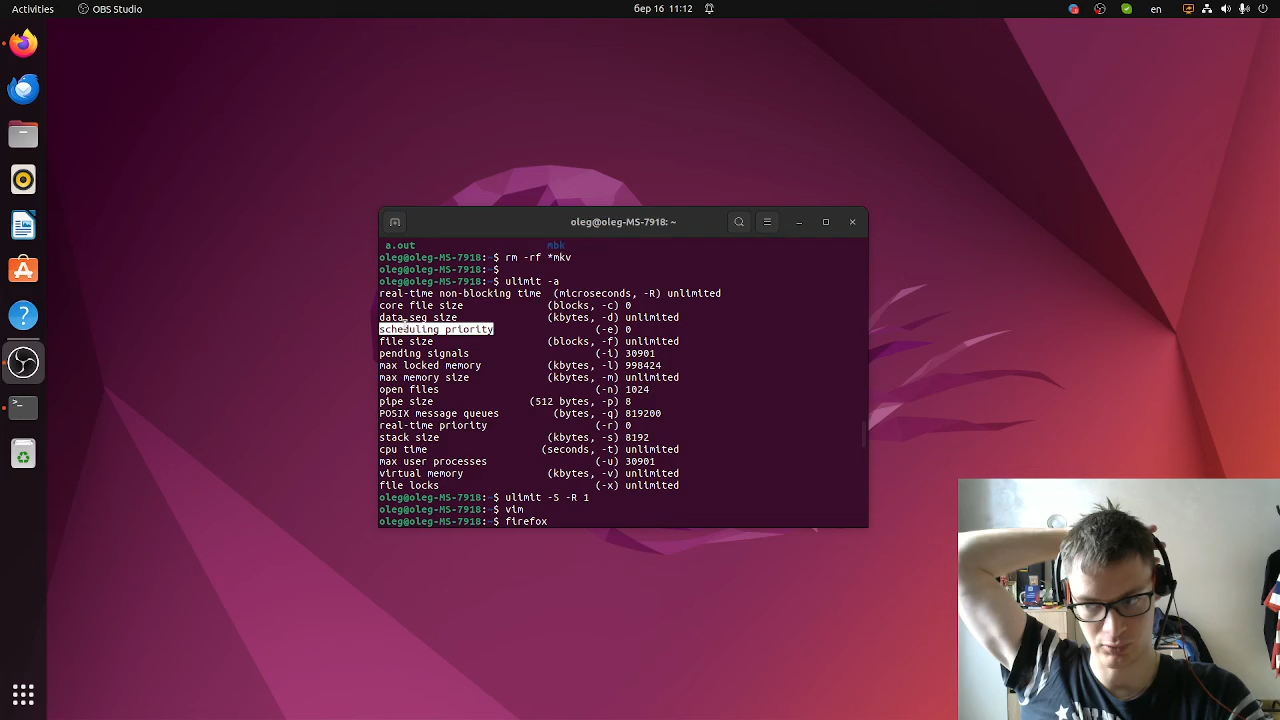 Activities
OBS Studio
бер 16 11:12
en
oleg@oleg-MS-7918: ~
a.out mbk
oleg@oleg-MS-7918:~$ rm -rf *mkv
oleg@oleg-MS-7918:~$
oleg@oleg-MS-7918:~$ ulimit -a
real-time non-blocking time (microseconds, -R) unlimited
core file size (blocks, -c) 0
data seg size (kbytes, -d) unlimited
scheduling priority (-e) 0
file size (blocks, -f) unlimited
pending signals (-i) 30901
max locked memory (kbytes, -l) 998424
max memory size (kbytes, -m) unlimited
open files (-n) 1024
pipe size (512 bytes, -p) 8
POSIX message queues (bytes, -q) 819200
real-time priority (-r) 0
stack size (kbytes, -s) 8192
cpu time (seconds, -t) unlimited
max user processes (-u) 30901
virtual memory (kbytes, -v) unlimited
file locks (-x) unlimited
oleg@oleg-MS-7918:~$ ulimit -S -R 1
oleg@oleg-MS-7918:~$ vim
oleg@oleg-MS-7918:~$ firefox